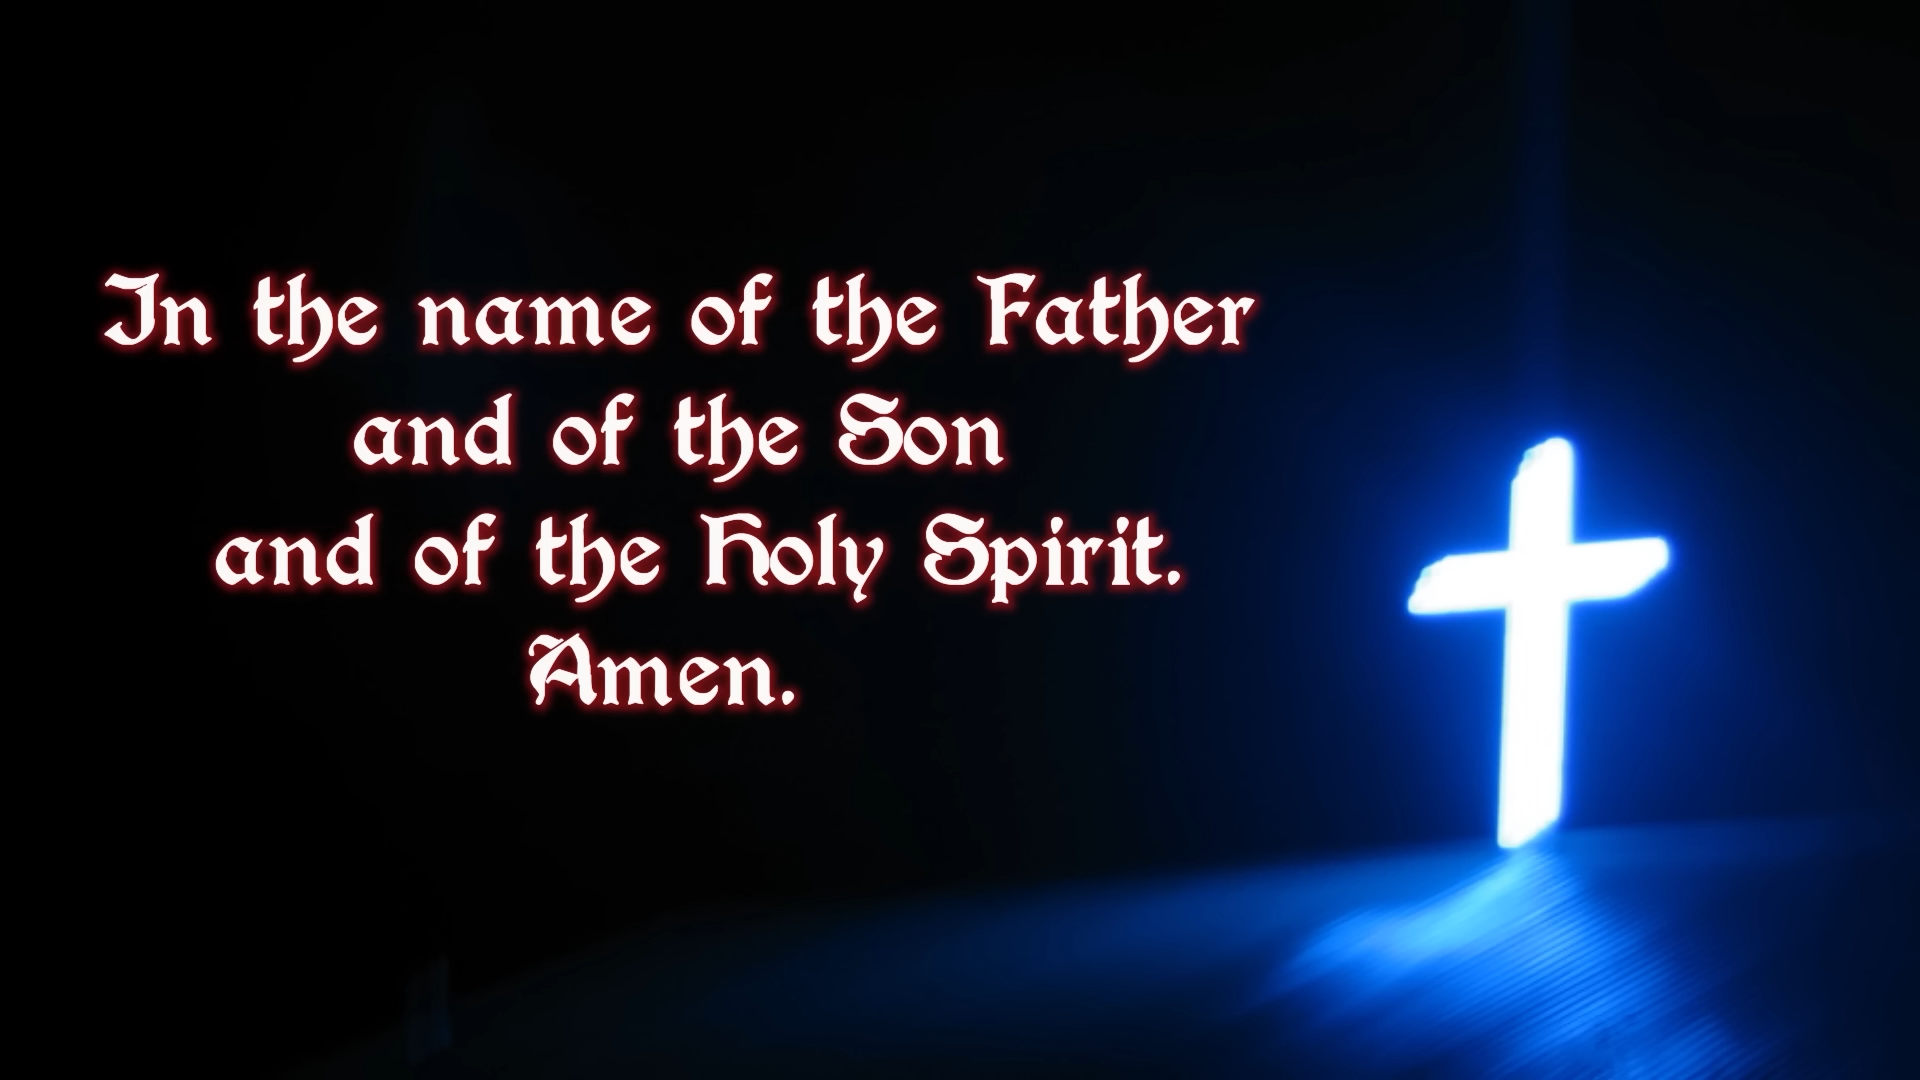 In the name of the Father
and of the Son
and of the Holy Spirit.
Amen.